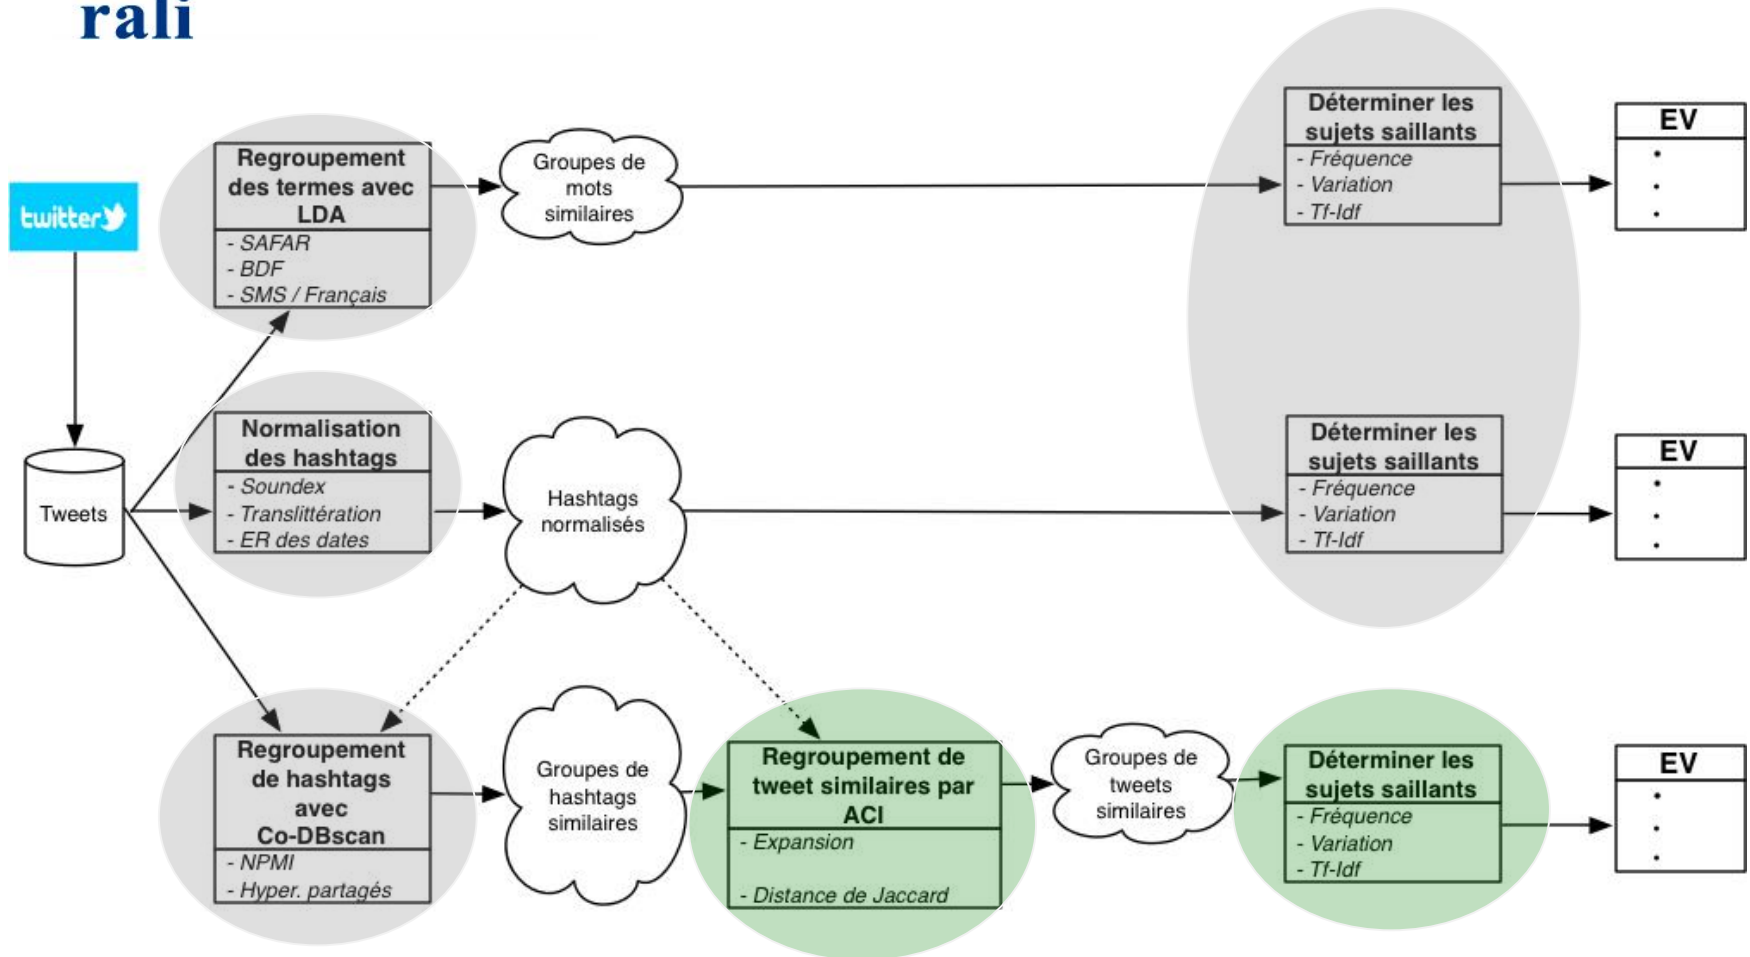 rali
twitter
Tweets
Regroupement
des termes avec
LDA
- SAFAR
- BDF
- SMS / Français
Groupes de
mots
similaires
Déterminer les
sujets saillants
- Fréquence
- Variation
- Tf-Idf
EV
Normalisation
des hashtags
- Soundex
- Translittération
- ER des dates
Hashtags
normalisés
Déterminer les
sujets saillants
- Fréquence
- Variation
- Tf-Idf
EV
Regroupement
de hashtags
avec
Co-DBscan
- NPMI
- Hyper. partagés
Groupes de
hashtags
similaires
Regroupement de
tweet similaires par
ACI
- Expansion
- Distance de Jaccard
Groupes de
tweets
similaires
Déterminer les
sujets saillants
- Fréquence
- Variation
- Tf-Idf
EV